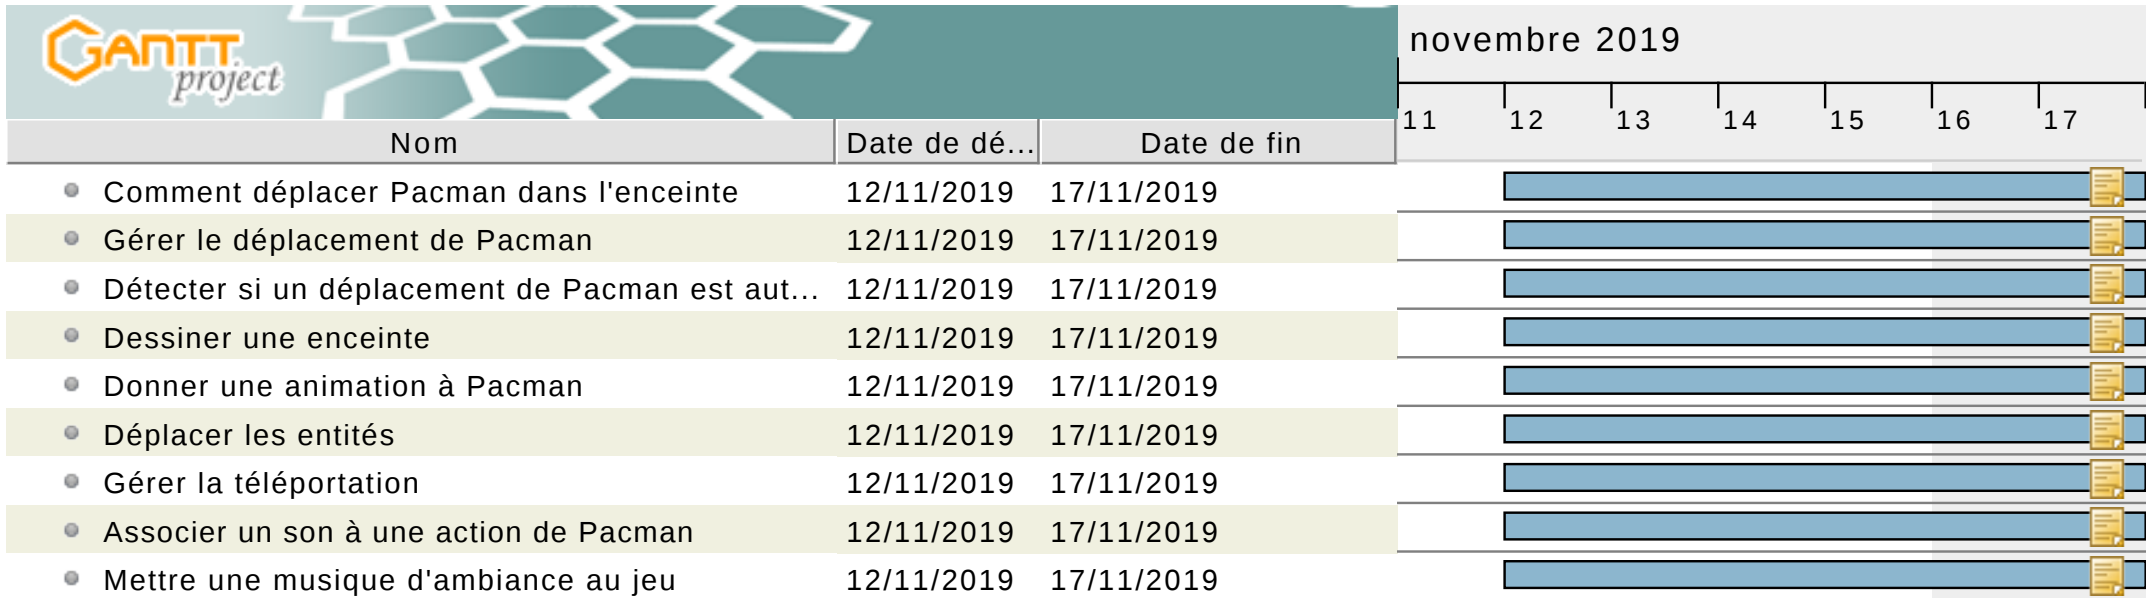 GANTT
project
novembre 2019
11 12 13 14 15 16 17
Nom Date de dé... Date de fin
Comment déplacer Pacman dans l'enceinte 12/11/2019 17/11/2019
Gérer le déplacement de Pacman 12/11/2019 17/11/2019
Détecter si un déplacement de Pacman est aut... 12/11/2019 17/11/2019
Dessiner une enceinte 12/11/2019 17/11/2019
Donner une animation à Pacman 12/11/2019 17/11/2019
Déplacer les entités 12/11/2019 17/11/2019
Gérer la téléportation 12/11/2019 17/11/2019
Associer un son à une action de Pacman 12/11/2019 17/11/2019
Mettre une musique d'ambiance au jeu 12/11/2019 17/11/2019